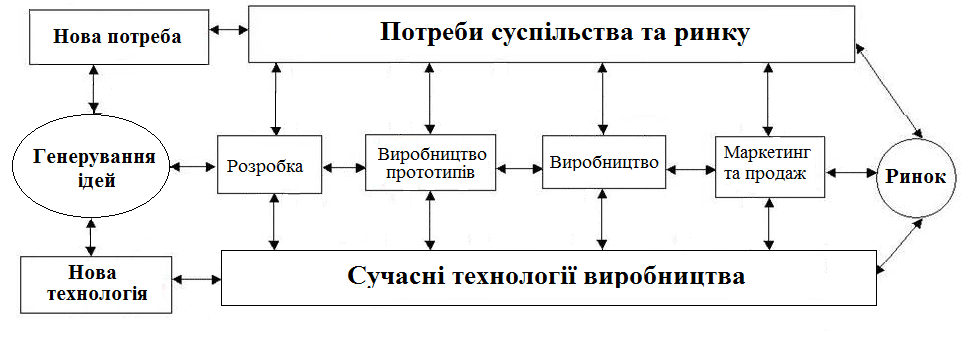 Нова потреба
Потреби суспільства та ринку
Генерування
ідей
Розробка
Виробництво
прототипів
Виробництво
Маркетинг
та продаж
Ринок
Нова
технологія
Сучасні технології виробництва